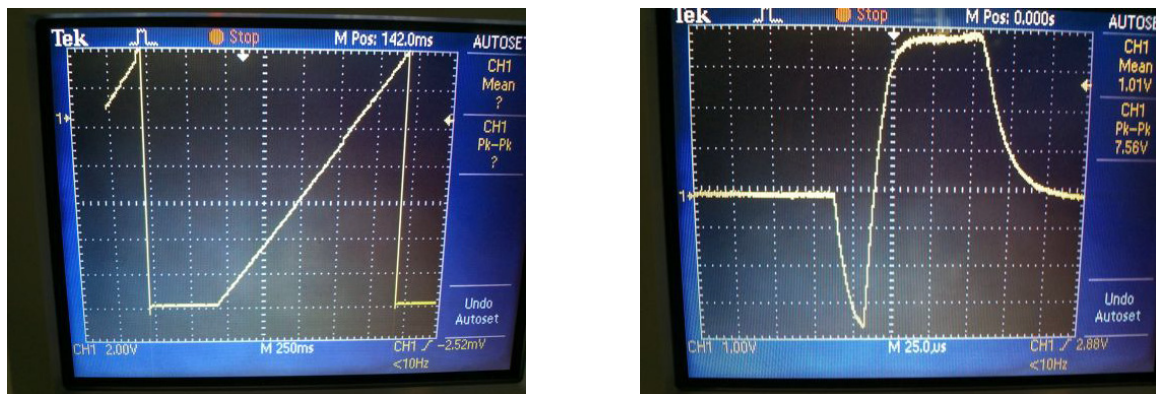 Tek Stop M Pos: 142.0ms AUTOSET
CH1
Mean
?
CH1
Pk-Pk
?
1
Undo
Autoset
CH1 2.00V M 250ms CH1 -2.52mV
<10Hz
Tek Stop M Pos: 0.000s AUTOSE
CH1
Mean
1.01V
CH1
Pk-Pk
7.56V
1
Undo
Autoset
CH1 1.00V M 25.0µs CH1 2.88V
<10Hz